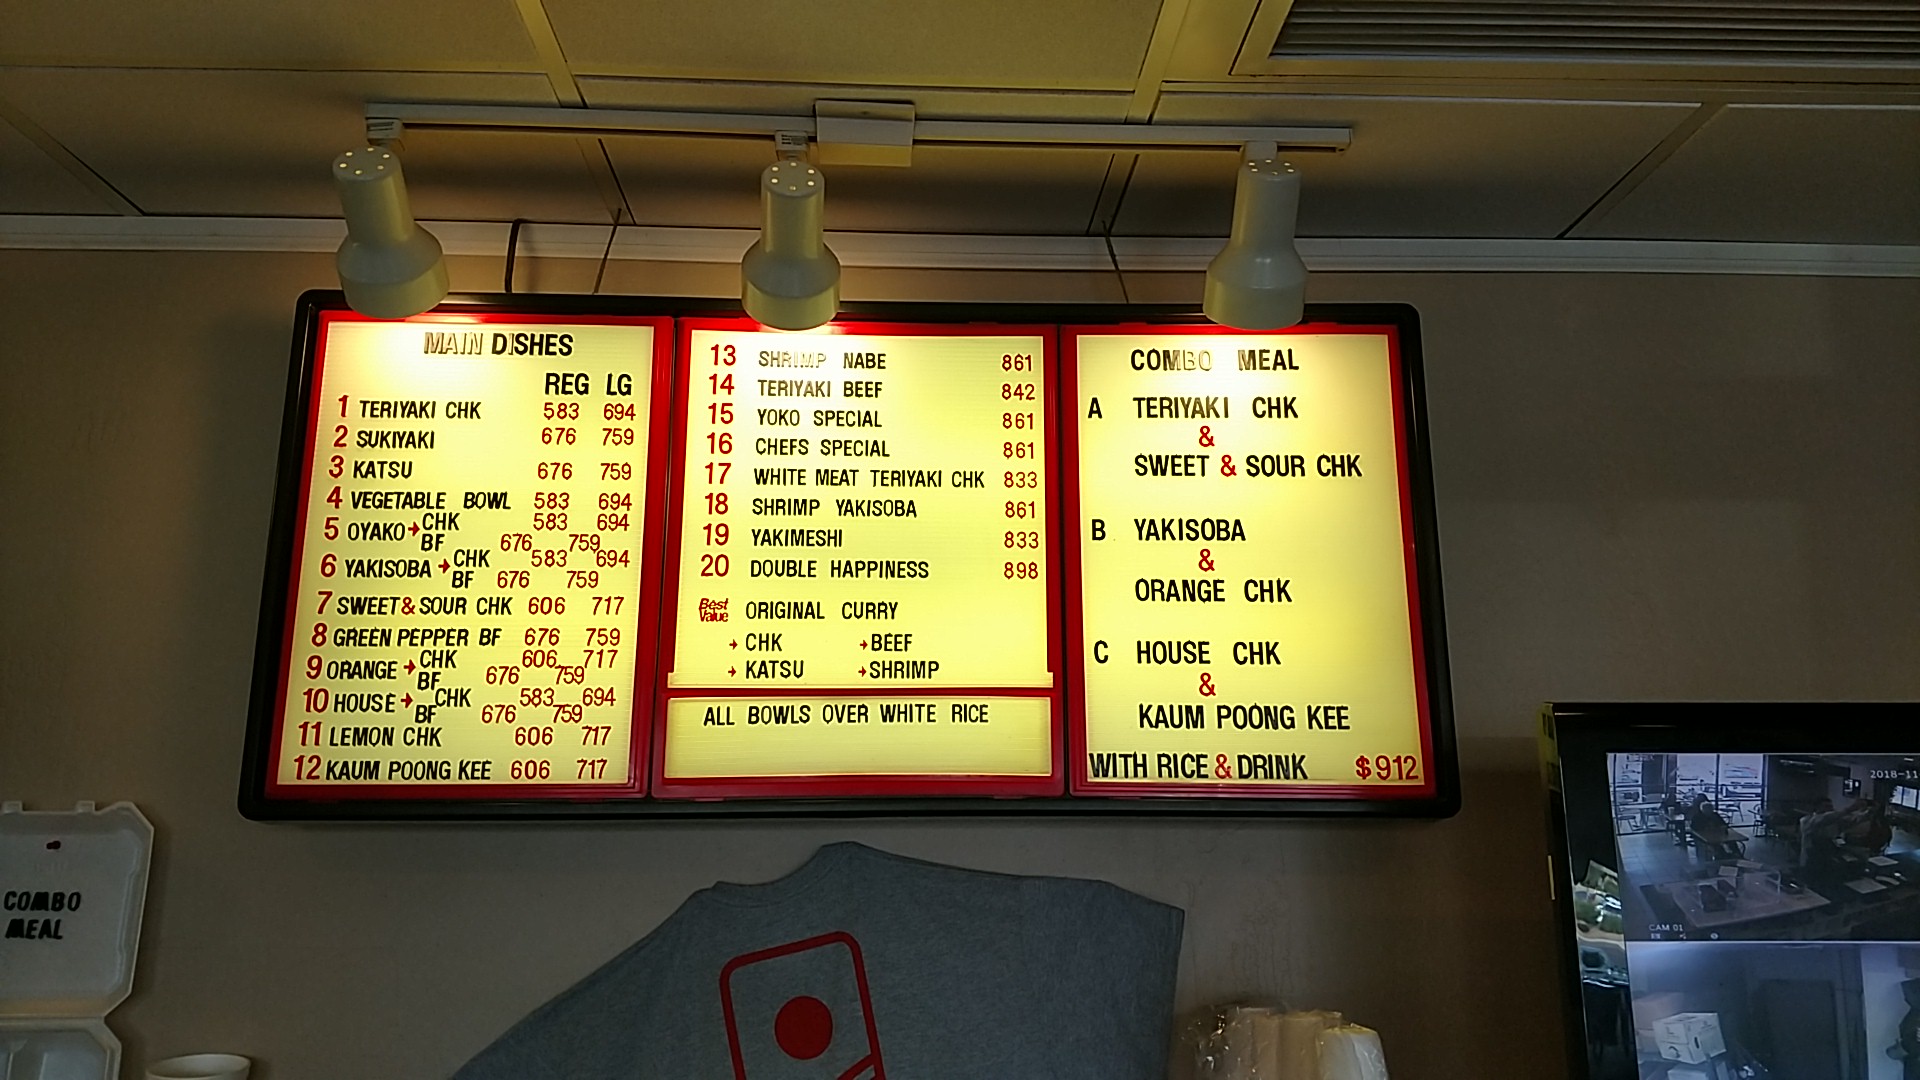 MAIN DISHES
REG LG
1 TERIYAKI CHK 583 694
2 SUKIYAKI 676 759
3 KATSU 676 759
4 VEGETABLE BOWL 583 694
5 OYAKO → CHK 583 694
BF 676 759
6 YAKISOBA → CHK 583 694
BF 676 759
7 SWEET & SOUR CHK 606 717
8 GREEN PEPPER BF 676 759
9 ORANGE → CHK 606 717
BF 676 759
10 HOUSE → CHK 583 694
BF 676 759
11 LEMON CHK 606 717
12 KAUM POONG KEE 606 717
13 SHRIMP NABE 861
14 TERIYAKI BEEF 842
15 YOKO SPECIAL 861
16 CHEFS SPECIAL 861
17 WHITE MEAT TERIYAKI CHK 833
18 SHRIMP YAKISOBA 861
19 YAKIMESHI 833
20 DOUBLE HAPPINESS 898
Best Value ORIGINAL CURRY
→ CHK → BEEF
→ KATSU → SHRIMP
ALL BOWLS OVER WHITE RICE
COMBO MEAL
A TERIYAKI CHK
&
SWEET & SOUR CHK
B YAKISOBA
&
ORANGE CHK
C HOUSE CHK
&
KAUM POONG KEE
WITH RICE & DRINK $912
COMBO
MEAL
2018-11
CAM 01